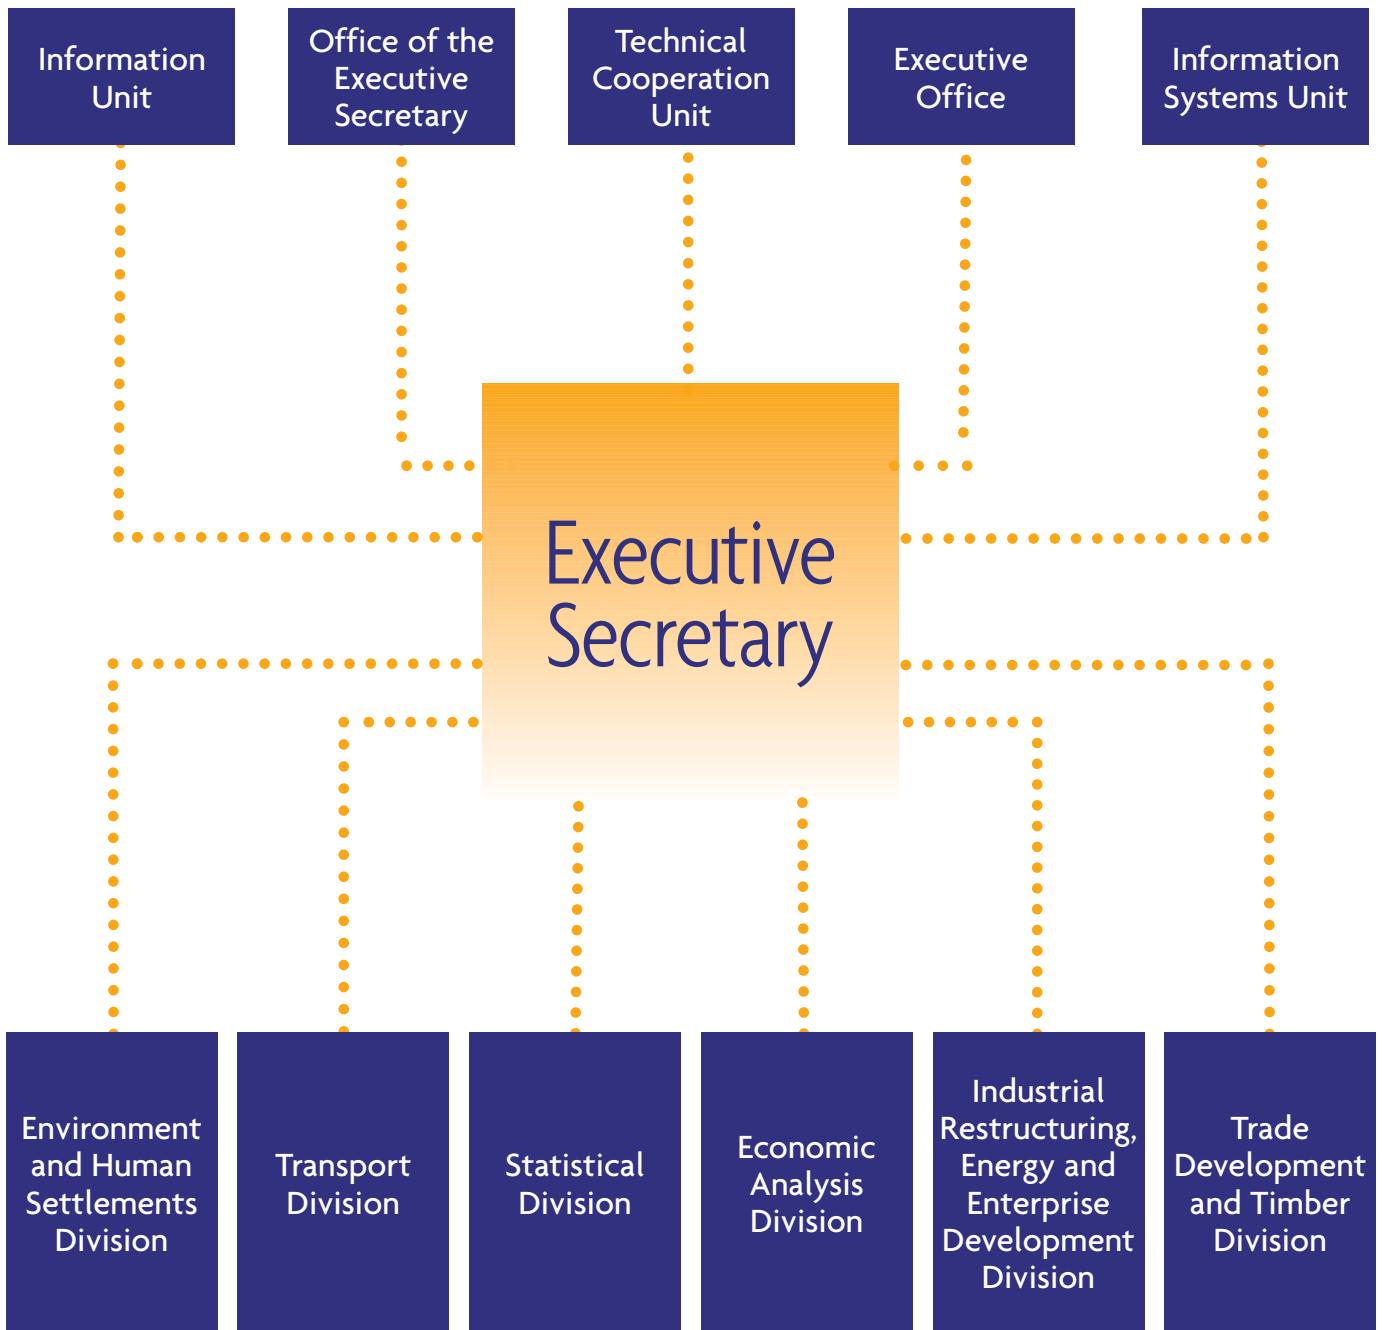 Information
Unit
Office of the
Executive
Secretary
Technical
Cooperation
Unit
Executive
Office
Information
Systems Unit
Executive
Secretary
Environment
and Human
Settlements
Division
Transport
Division
Statistical
Division
Economic
Analysis
Division
Industrial
Restructuring,
Energy and
Enterprise
Development
Division
Trade
Development
and Timber
Division